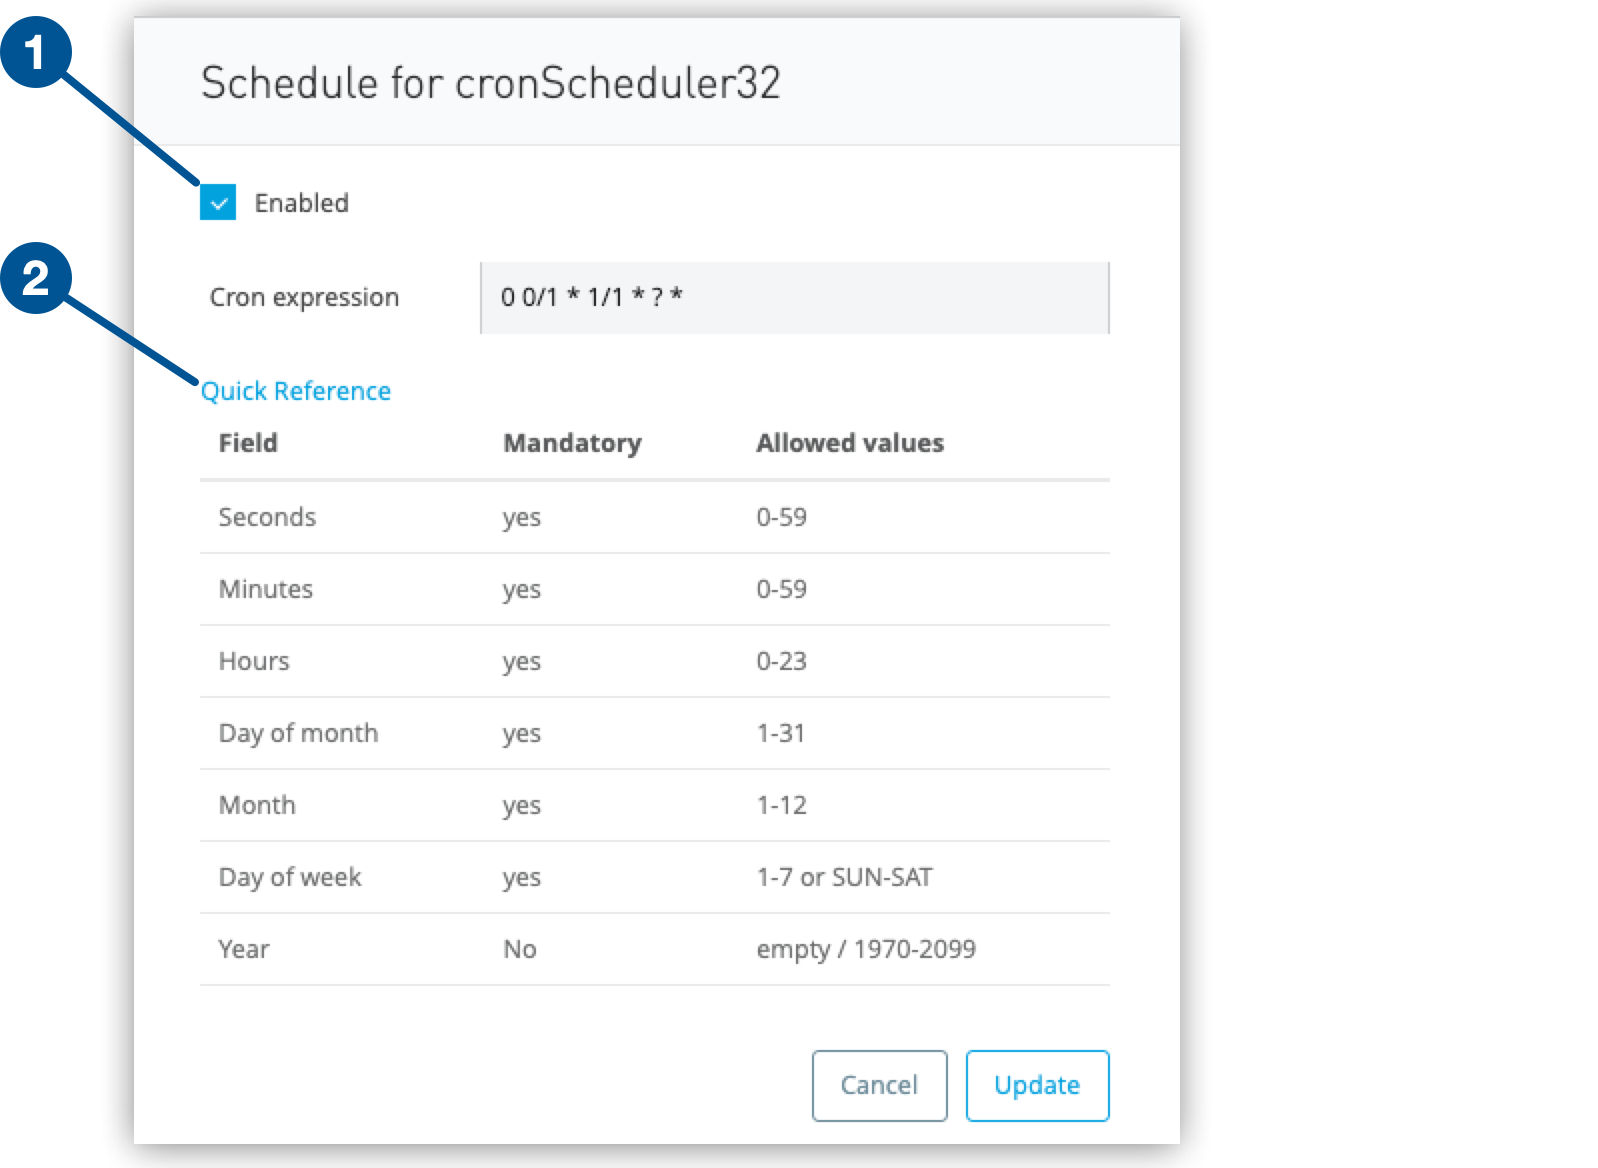 1
Schedule for cronScheduler32
Enabled
2
Cron expression 0 0/1 * 1/1 * ? *
Quick Reference
Field Mandatory Allowed values
Seconds yes 0-59
Minutes yes 0-59
Hours yes 0-23
Day of month yes 1-31
Month yes 1-12
Day of week yes 1-7 or SUN-SAT
Year No empty / 1970-2099
Cancel Update